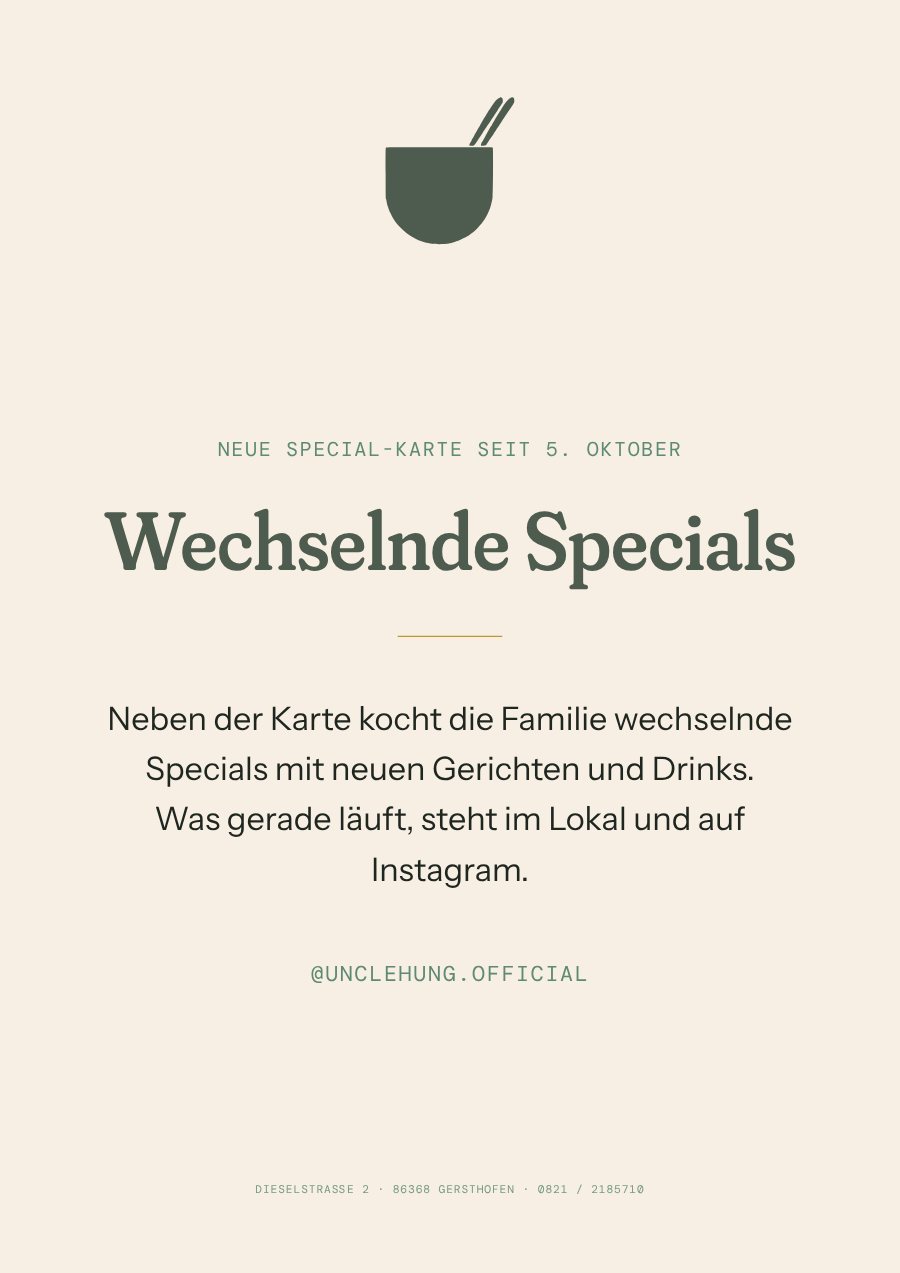 NEUE SPECIAL-KARTE SEIT 5. OKTOBER
Wechselnde Specials
Neben der Karte kocht die Familie wechselnde
Specials mit neuen Gerichten und Drinks.
Was gerade läuft, steht im Lokal und auf
Instagram.
@UNCLEHUNG.OFFICIAL
DIESELSTRASSE 2 · 86368 GERSTHOFEN · 0821 / 2185710